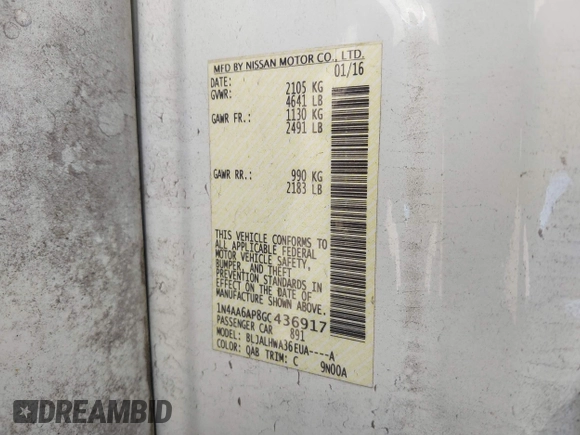 MFD BY NISSAN MOTOR CO., LTD.
DATE: 01/16
GVWR: 2105 KG
4641 LB
GAWR FR.: 1130 KG
2491 LB
GAWR RR.: 990 KG
2183 LB
THIS VEHICLE CONFORMS TO
ALL APPLICABLE FEDERAL
MOTOR VEHICLE SAFETY,
BUMPER, AND THEFT
PREVENTION STANDARDS IN
EFFECT ON THE DATE OF
MANUFACTURE SHOWN ABOVE.
1N4AA6AP8GC436917
PASSENGER CAR 891
MODEL: BLJALHWA36EUA----A
COLOR: QAB TRIM: C 9N00A
DREAMBID